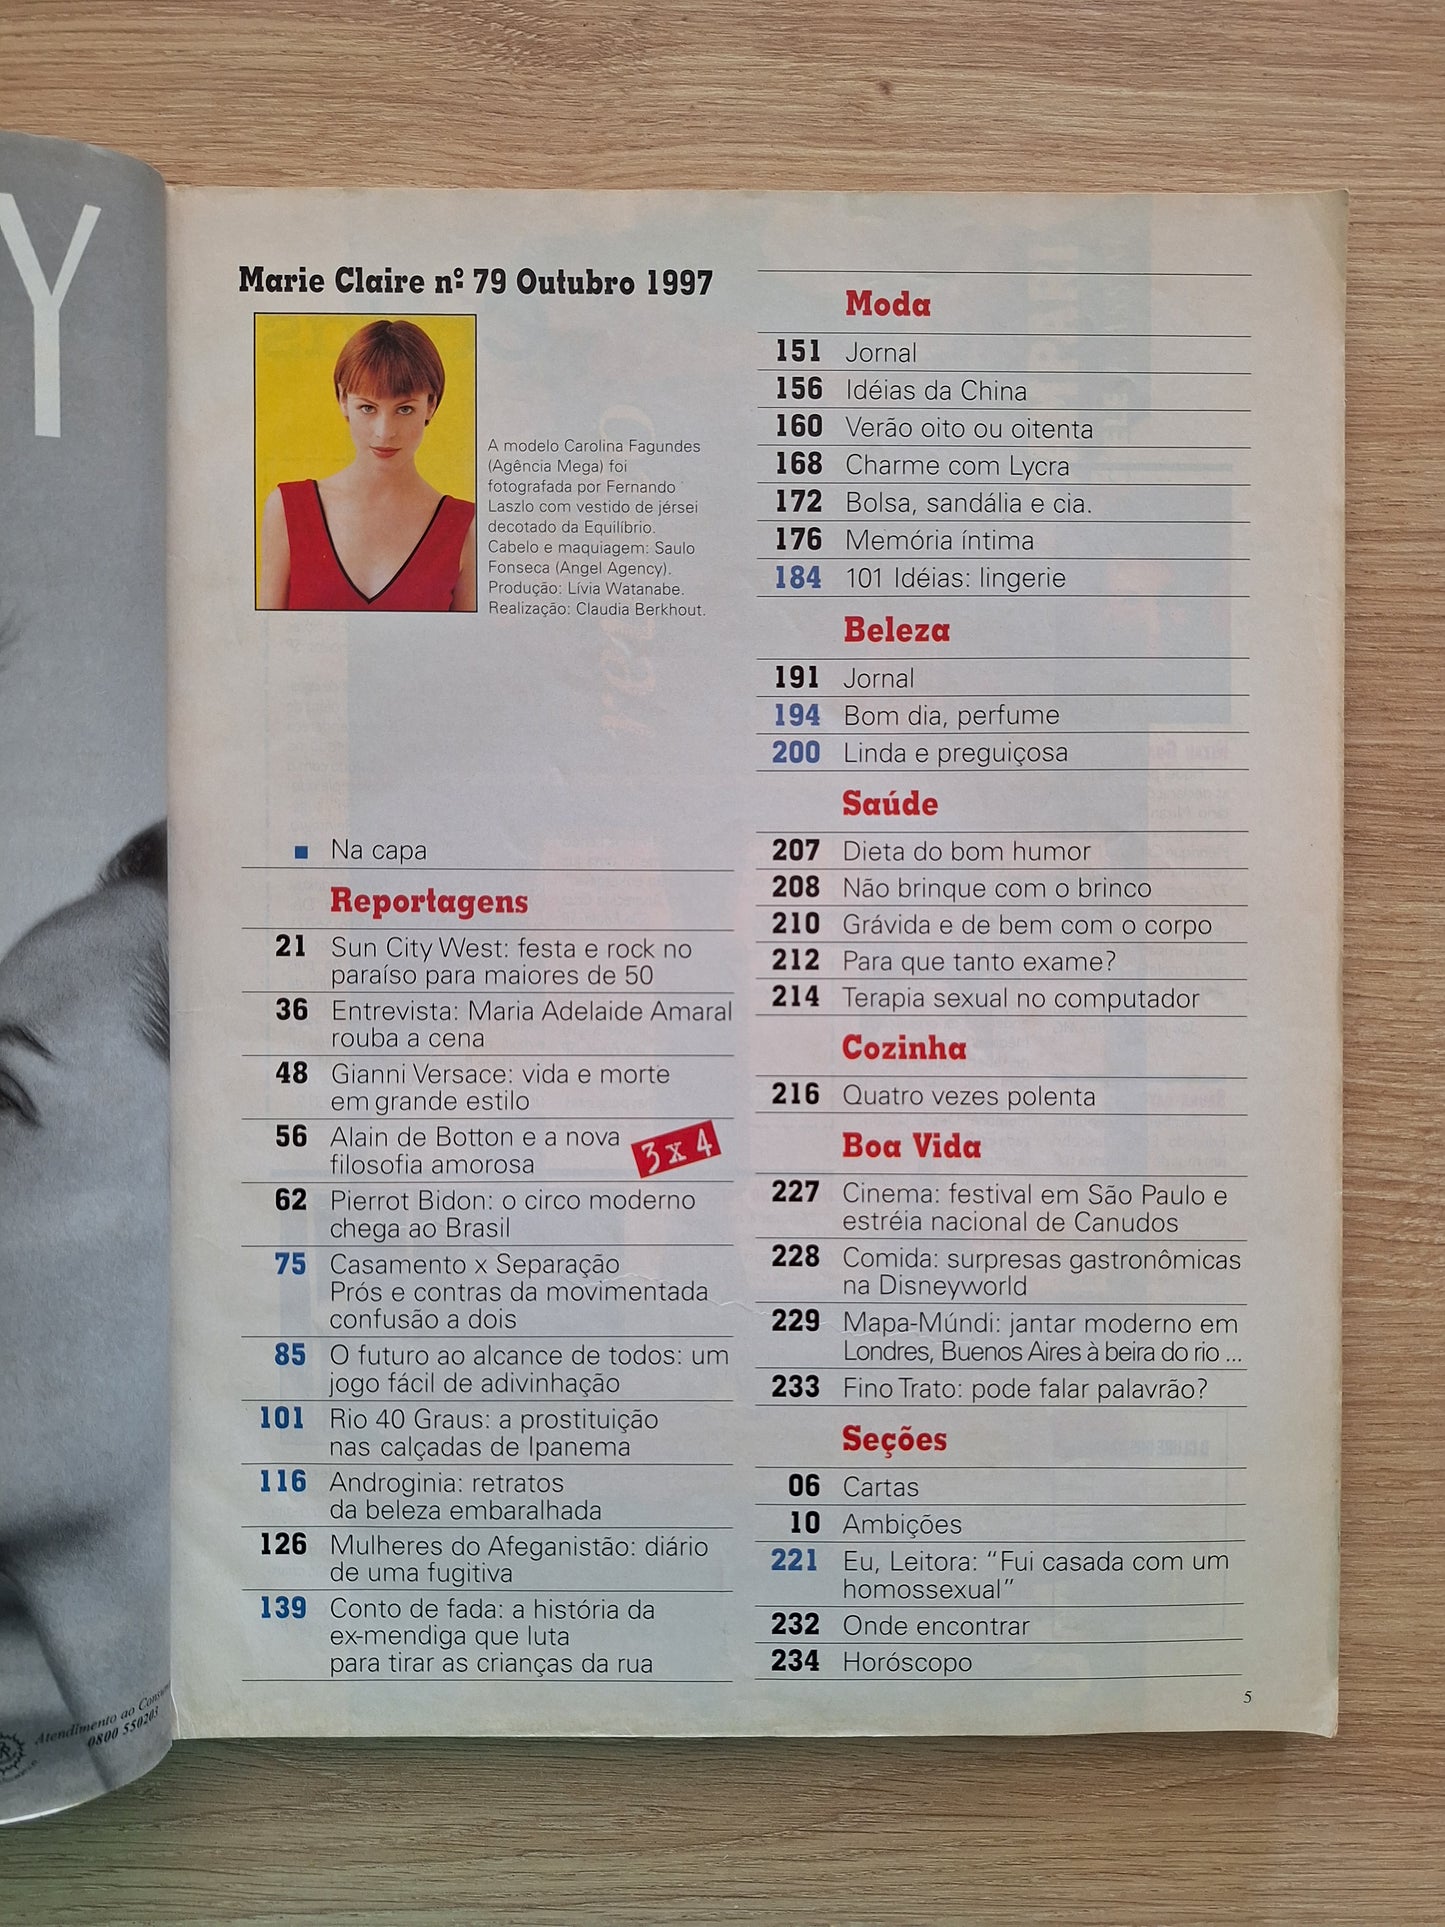 Y
Atendimento ao
0800 550203
Marie Claire nº 79 Outubro 1997
A modelo Carolina Fagundes
(Agência Mega) foi
fotografada por Fernando
Laszlo com vestido de jérsei
decotado da Equilíbrio.
Cabelo e maquiagem: Saulo
Fonseca (Angel Agency).
Produção: Lívia Watanabe.
Realização: Claudia Berkhout.
Na capa
Reportagens
21 Sun City West: festa e rock no
paraíso para maiores de 50
36 Entrevista: Maria Adelaide Amaral
rouba a cena
48 Gianni Versace: vida e morte
em grande estilo
56 Alain de Botton e a nova
filosofia amorosa
3 x 4
62 Pierrot Bidon: o circo moderno
chega ao Brasil
75 Casamento x Separação
Prós e contras da movimentada
confusão a dois
85 O futuro ao alcance de todos: um
jogo fácil de adivinhação
101 Rio 40 Graus: a prostituição
nas calçadas de Ipanema
116 Androginia: retratos
da beleza embaralhada
126 Mulheres do Afeganistão: diário
de uma fugitiva
139 Conto de fada: a história da
ex-mendiga que luta
para tirar as crianças da rua
Moda
151 Jornal
156 Idéias da China
160 Verão oito ou oitenta
168 Charme com Lycra
172 Bolsa, sandália e cia.
176 Memória íntima
184 101 Idéias: lingerie
Beleza
191 Jornal
194 Bom dia, perfume
200 Linda e preguiçosa
Saúde
207 Dieta do bom humor
208 Não brinque com o brinco
210 Grávida e de bem com o corpo
212 Para que tanto exame?
214 Terapia sexual no computador
Cozinha
216 Quatro vezes polenta
Boa Vida
227 Cinema: festival em São Paulo e
estréia nacional de Canudos
228 Comida: surpresas gastronômicas
na Disneyworld
229 Mapa-Múndi: jantar moderno em
Londres, Buenos Aires à beira do rio ...
233 Fino Trato: pode falar palavrão?
Seções
06 Cartas
10 Ambições
221 Eu, Leitora: “Fui casada com um
homossexual”
232 Onde encontrar
234 Horóscopo
5